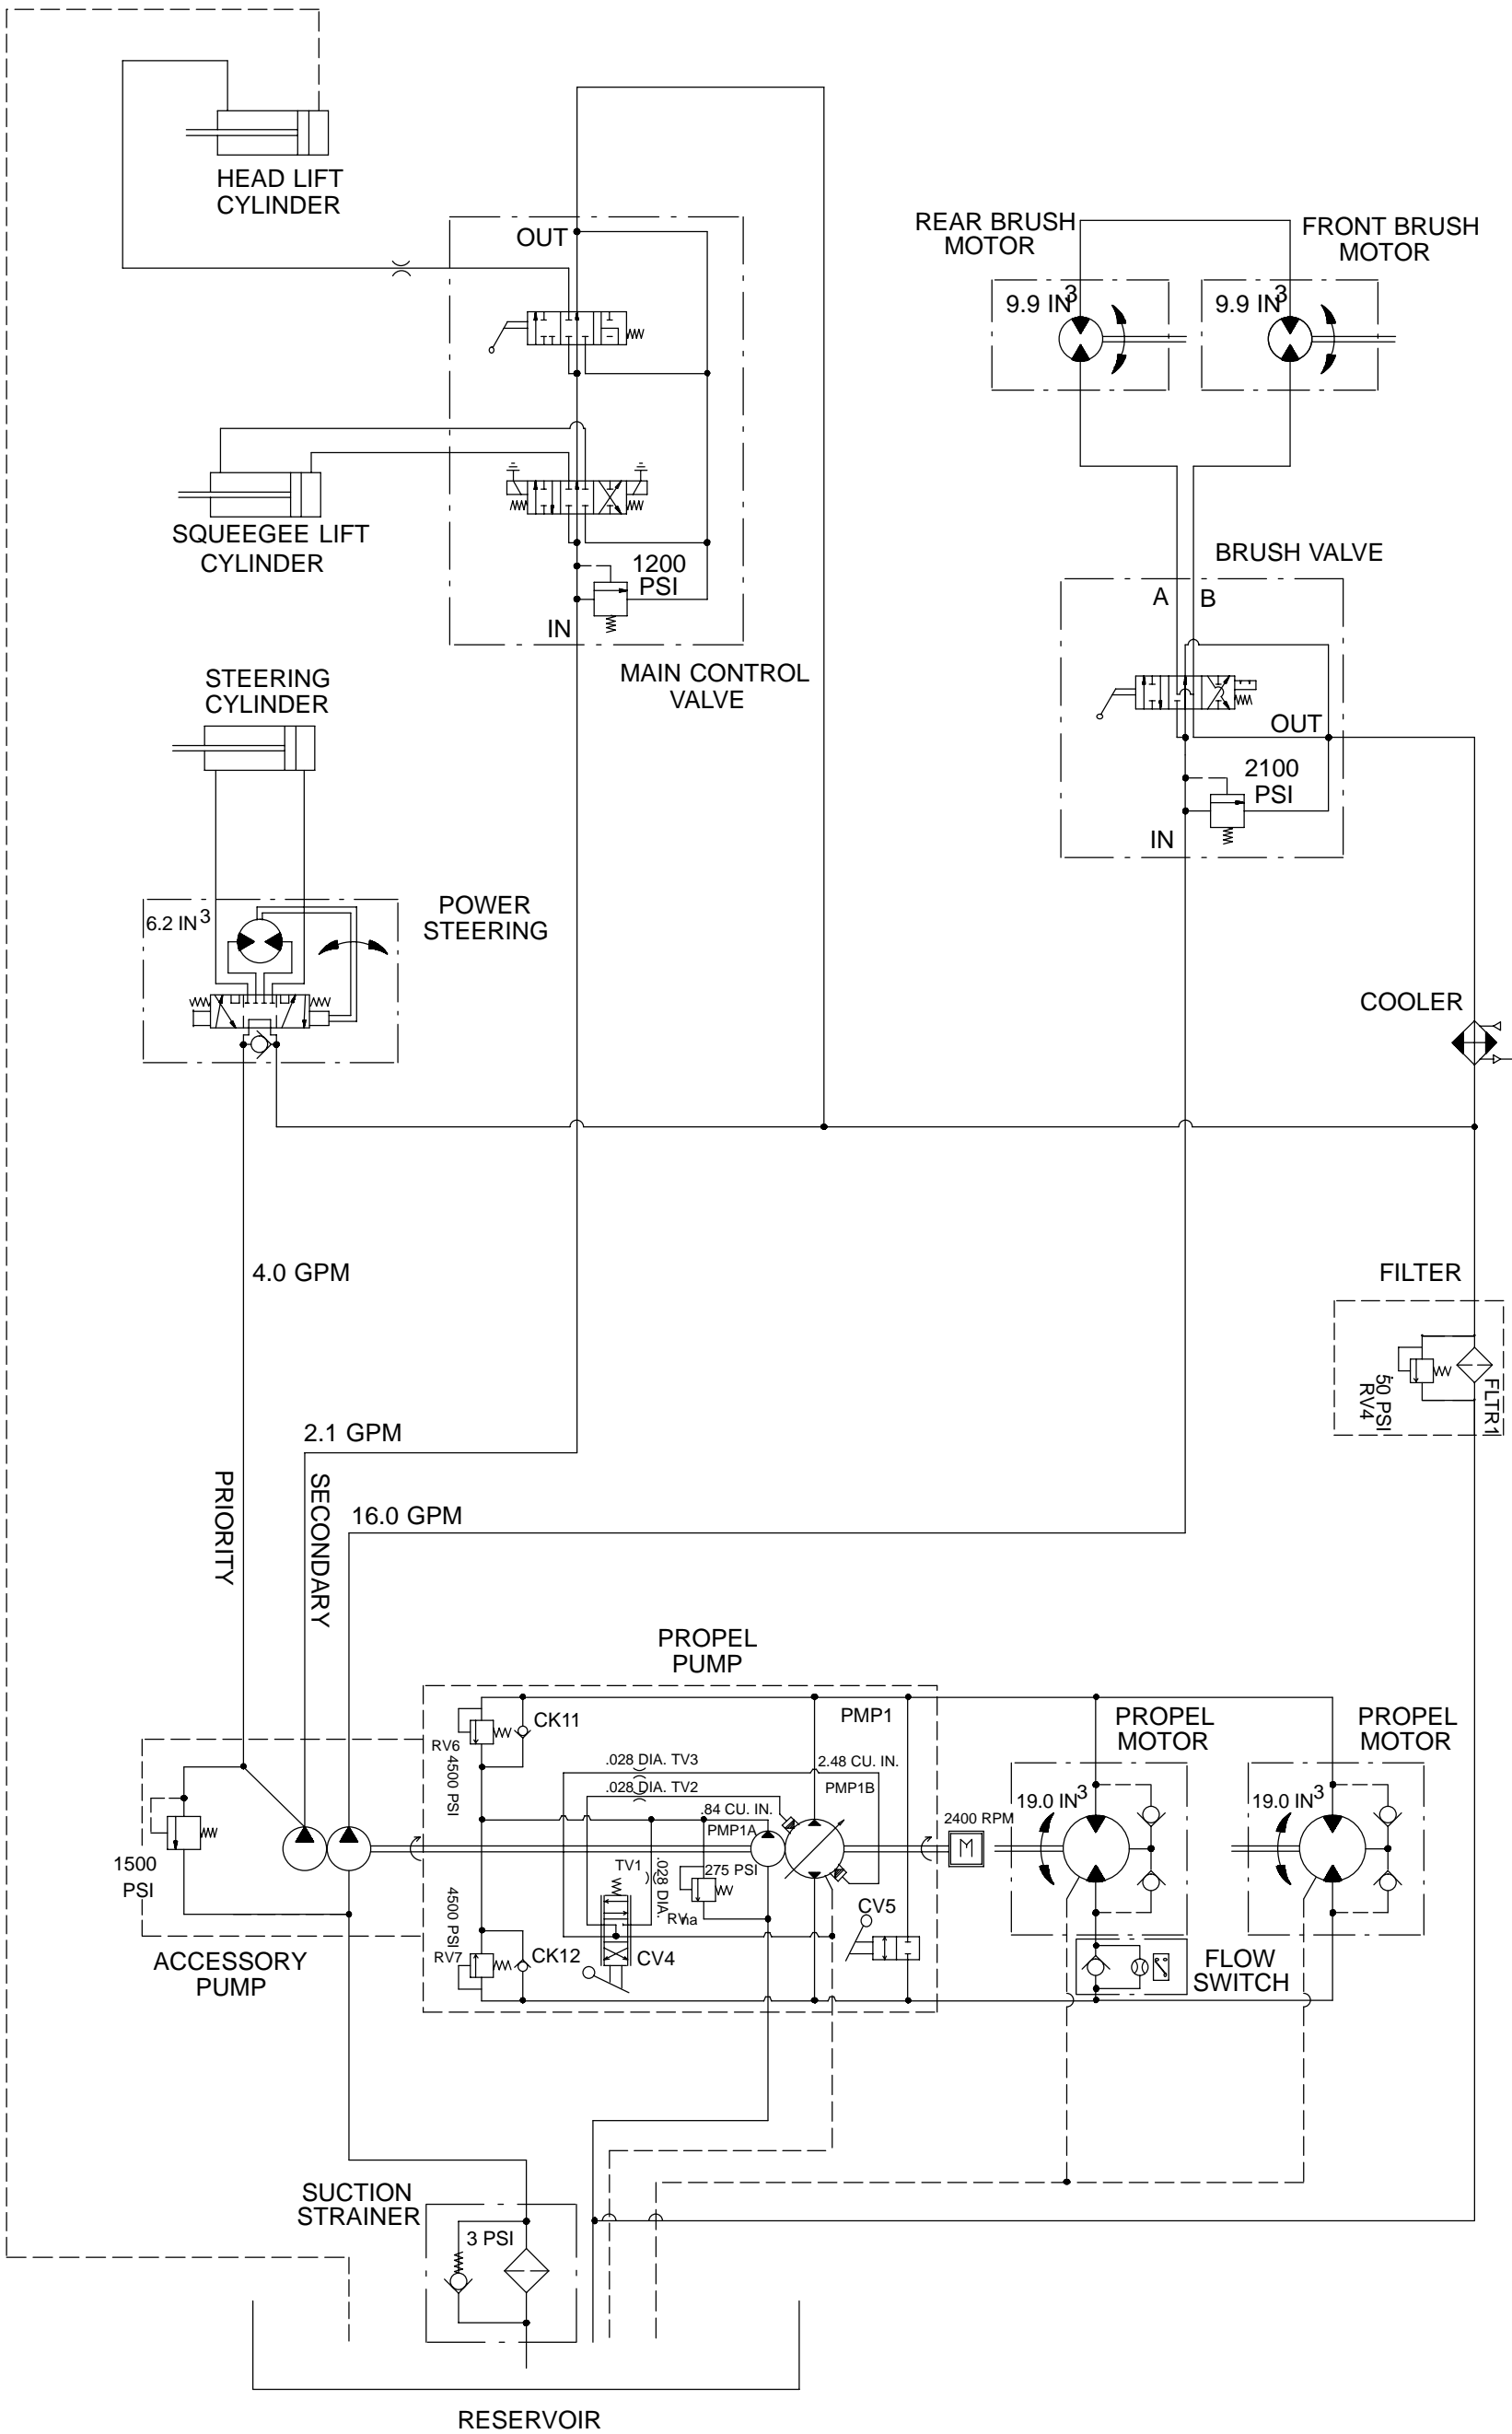 HEAD LIFT
CYLINDER
OUT
REAR BRUSH
MOTOR
FRONT BRUSH
MOTOR
9.9 IN3
9.9 IN3
SQUEEGEE LIFT
CYLINDER
1200
PSI
IN
MAIN CONTROL
VALVE
BRUSH VALVE
A
B
OUT
2100
PSI
IN
STEERING
CYLINDER
6.2 IN3
POWER
STEERING
COOLER
4.0 GPM
FILTER
FLTR1
50 PSI
RV4
2.1 GPM
PRIORITY
SECONDARY
16.0 GPM
PROPEL
PUMP
PMP1
CK11
RV6
4500 PSI
.028 DIA. TV3
2.48 CU. IN.
.028 DIA. TV2
PMP1B
.84 CU. IN.
PMP1A
2400 RPM
M
TV1
.028 DIA.
275 PSI
RVna
4500 PSI
RV7
CK12
CV4
CV5
1500
PSI
ACCESSORY
PUMP
PROPEL
MOTOR
PROPEL
MOTOR
19.0 IN3
19.0 IN3
FLOW
SWITCH
SUCTION
STRAINER
3 PSI
RESERVOIR